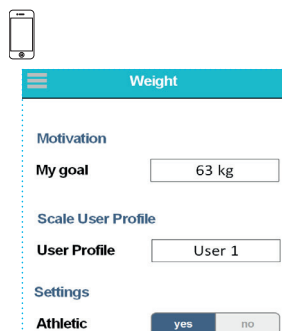 Weight
Motivation
My goal 63 kg
Scale User Profile
User Profile User 1
Settings
Athletic yes no